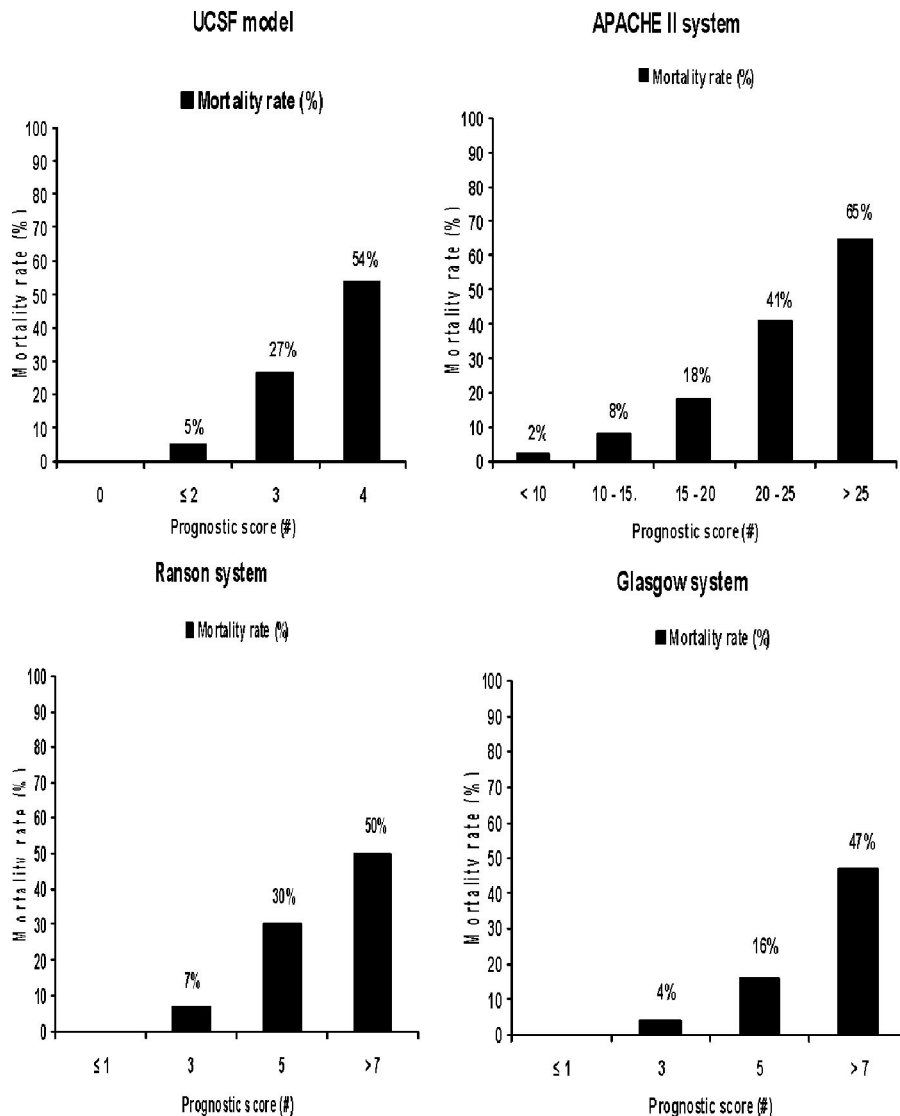 UCSF model
■ Mortality rate (%)
Mortality rate (%)
100
90
80
70
60
50
40
30
20
10
0
5%
27%
54%
0 ≤ 2 3 4
Prognostic score (#)
APACHE II system
■ Mortality rate (%)
Mortality rate (%)
100
90
80
70
60
50
40
30
20
10
0
2%
8%
18%
41%
65%
< 10 10 - 15. 15 - 20 20 - 25 > 25
Prognostic score (#)
Ranson system
■ Mortality rate (%)
Mortality rate (%)
100
90
80
70
60
50
40
30
20
10
0
7%
30%
50%
≤ 1 3 5 > 7
Prognostic score (#)
Glasgow system
■ Mortality rate (%)
Mortality rate (%)
100
90
80
70
60
50
40
30
20
10
0
4%
16%
47%
≤ 1 3 5 > 7
Prognostic score (#)